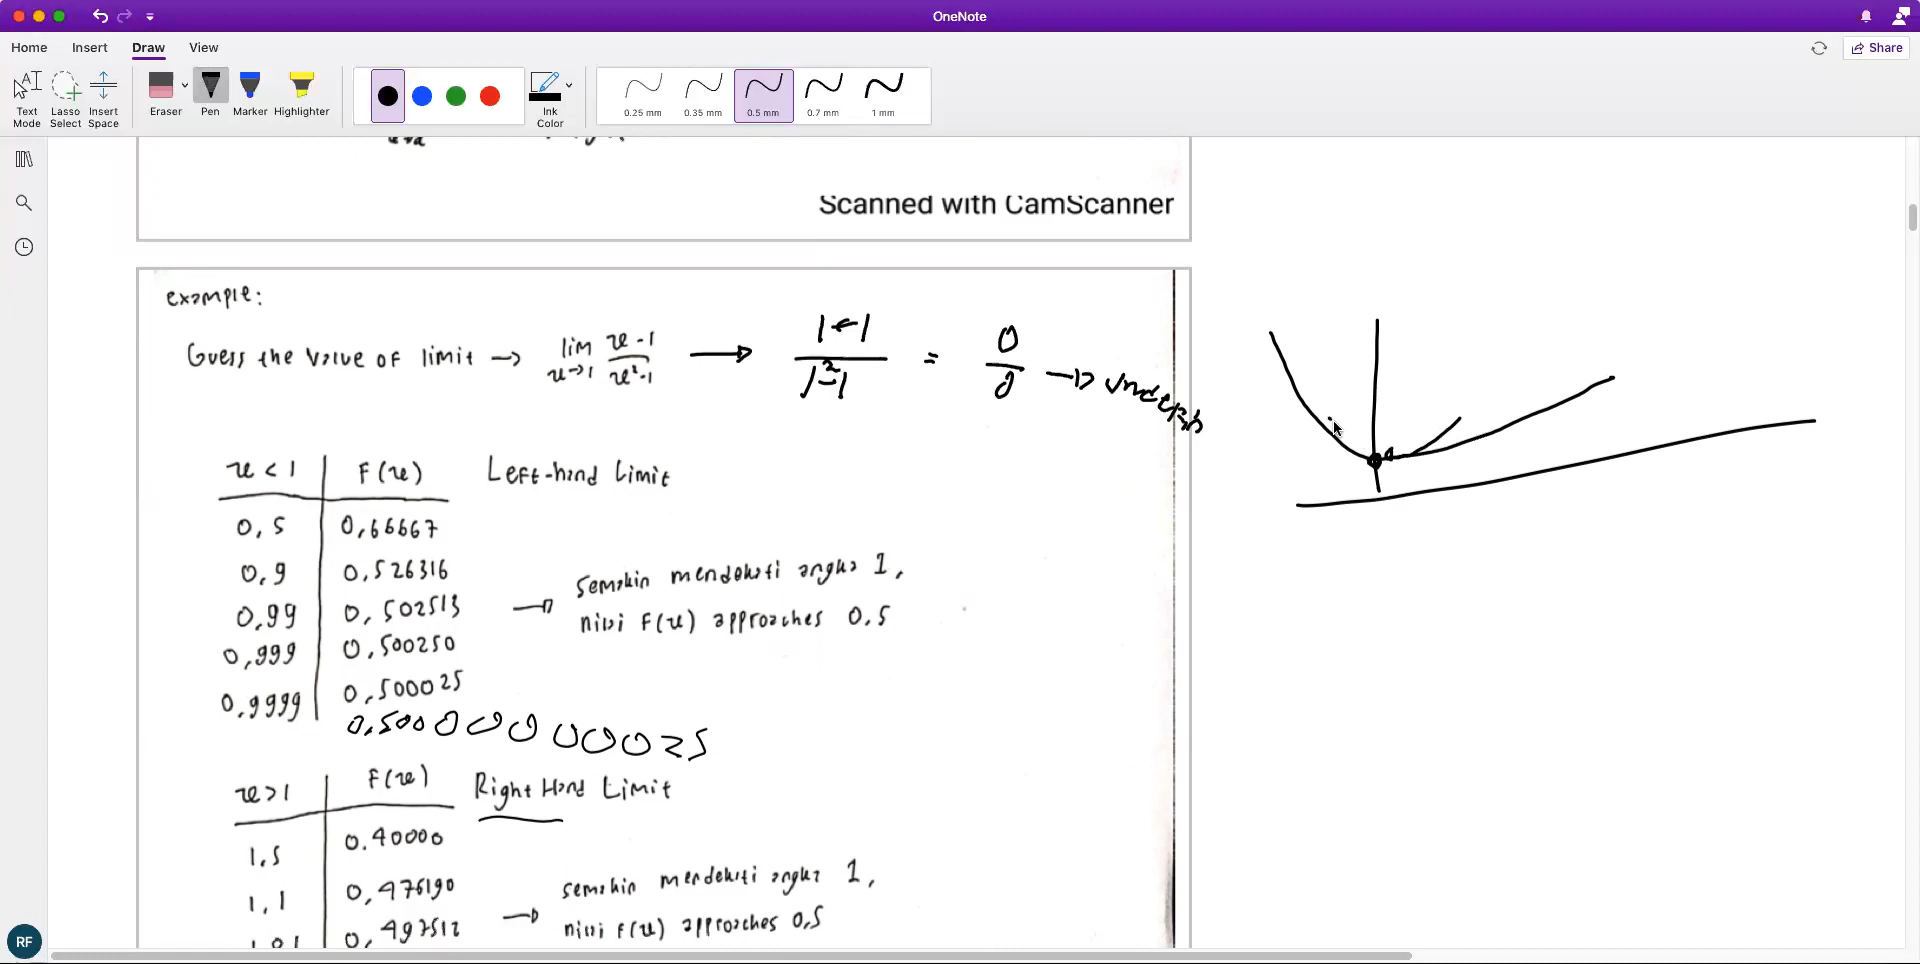 OneNote
Home Insert Draw View
Share
Text Mode
Lasso Select
Insert Space
Eraser
Pen
Marker
Highlighter
Ink Color
0.25 mm
0.35 mm
0.5 mm
0.7 mm
1 mm
Scanned with CamScanner
example:
Guess the value of limit → lim x→1 x-1 / x²-1 → 1-1 / 1²-1 = 0 / 0 →
x < 1 F(x) Left-hand Limit
0,5 0,66667
0,9 0,526316
0,99 0,502513
0,999 0,500250
0,9999 0,500025
→ semakin mendekati angka 1,
nilai F(x) approaches 0.5
0,500000000025
x > 1 F(x) Right Hand Limit
1,5 0.40000
1,1 0,476190
1,01 0,497512
→ semakin mendekati angka 1,
nilai F(x) approaches 0,5
RF